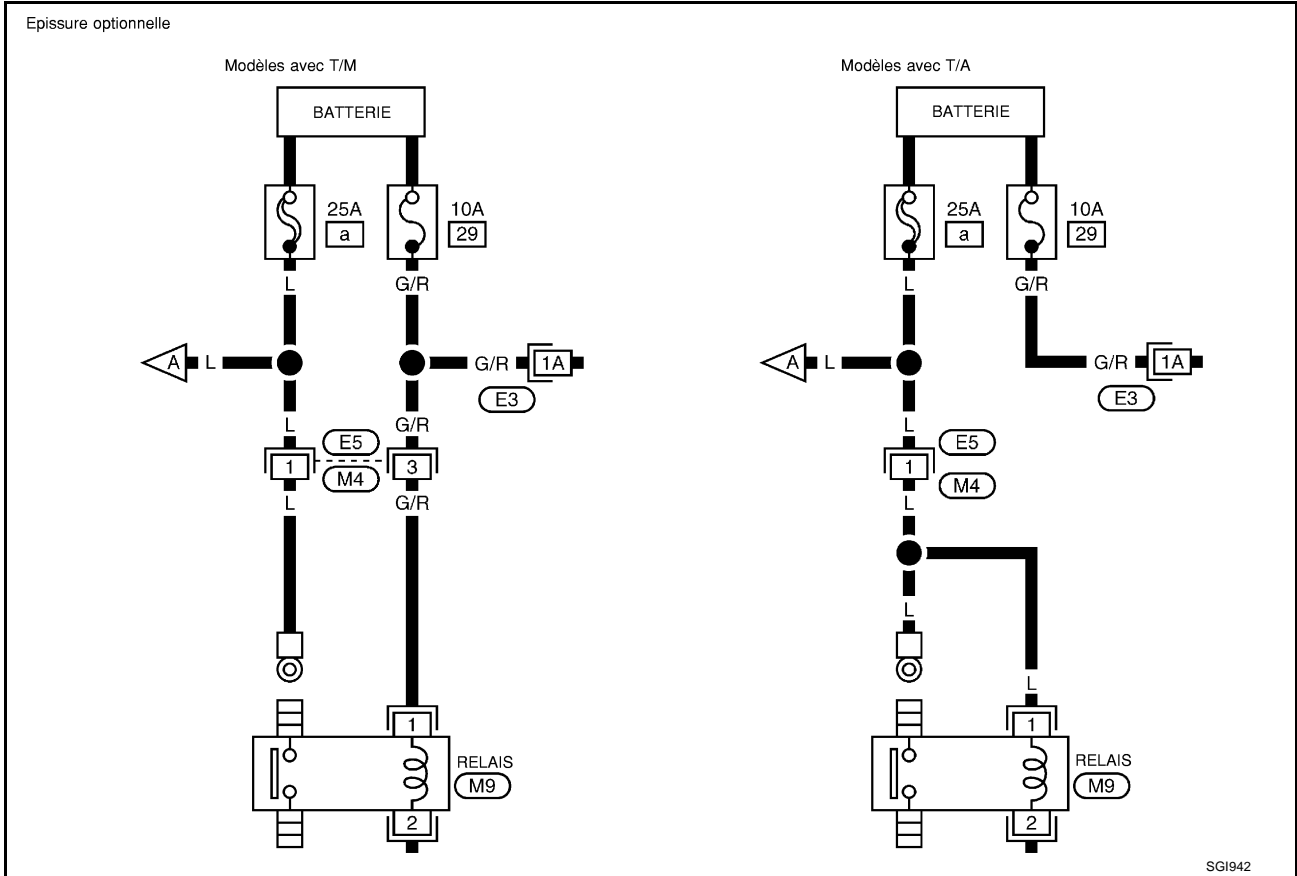 Epissure optionnelle
Modèles avec T/M
BATTERIE
25A
a
10A
29
L
G/R
A
L
G/R
1A
E3
L
G/R
E5
1
3
M4
L
G/R
1
RELAIS
M9
2
Modèles avec T/A
BATTERIE
25A
a
10A
29
L
G/R
A
L
G/R
1A
E3
L
E5
1
M4
L
L
L
1
RELAIS
M9
2
SGI942